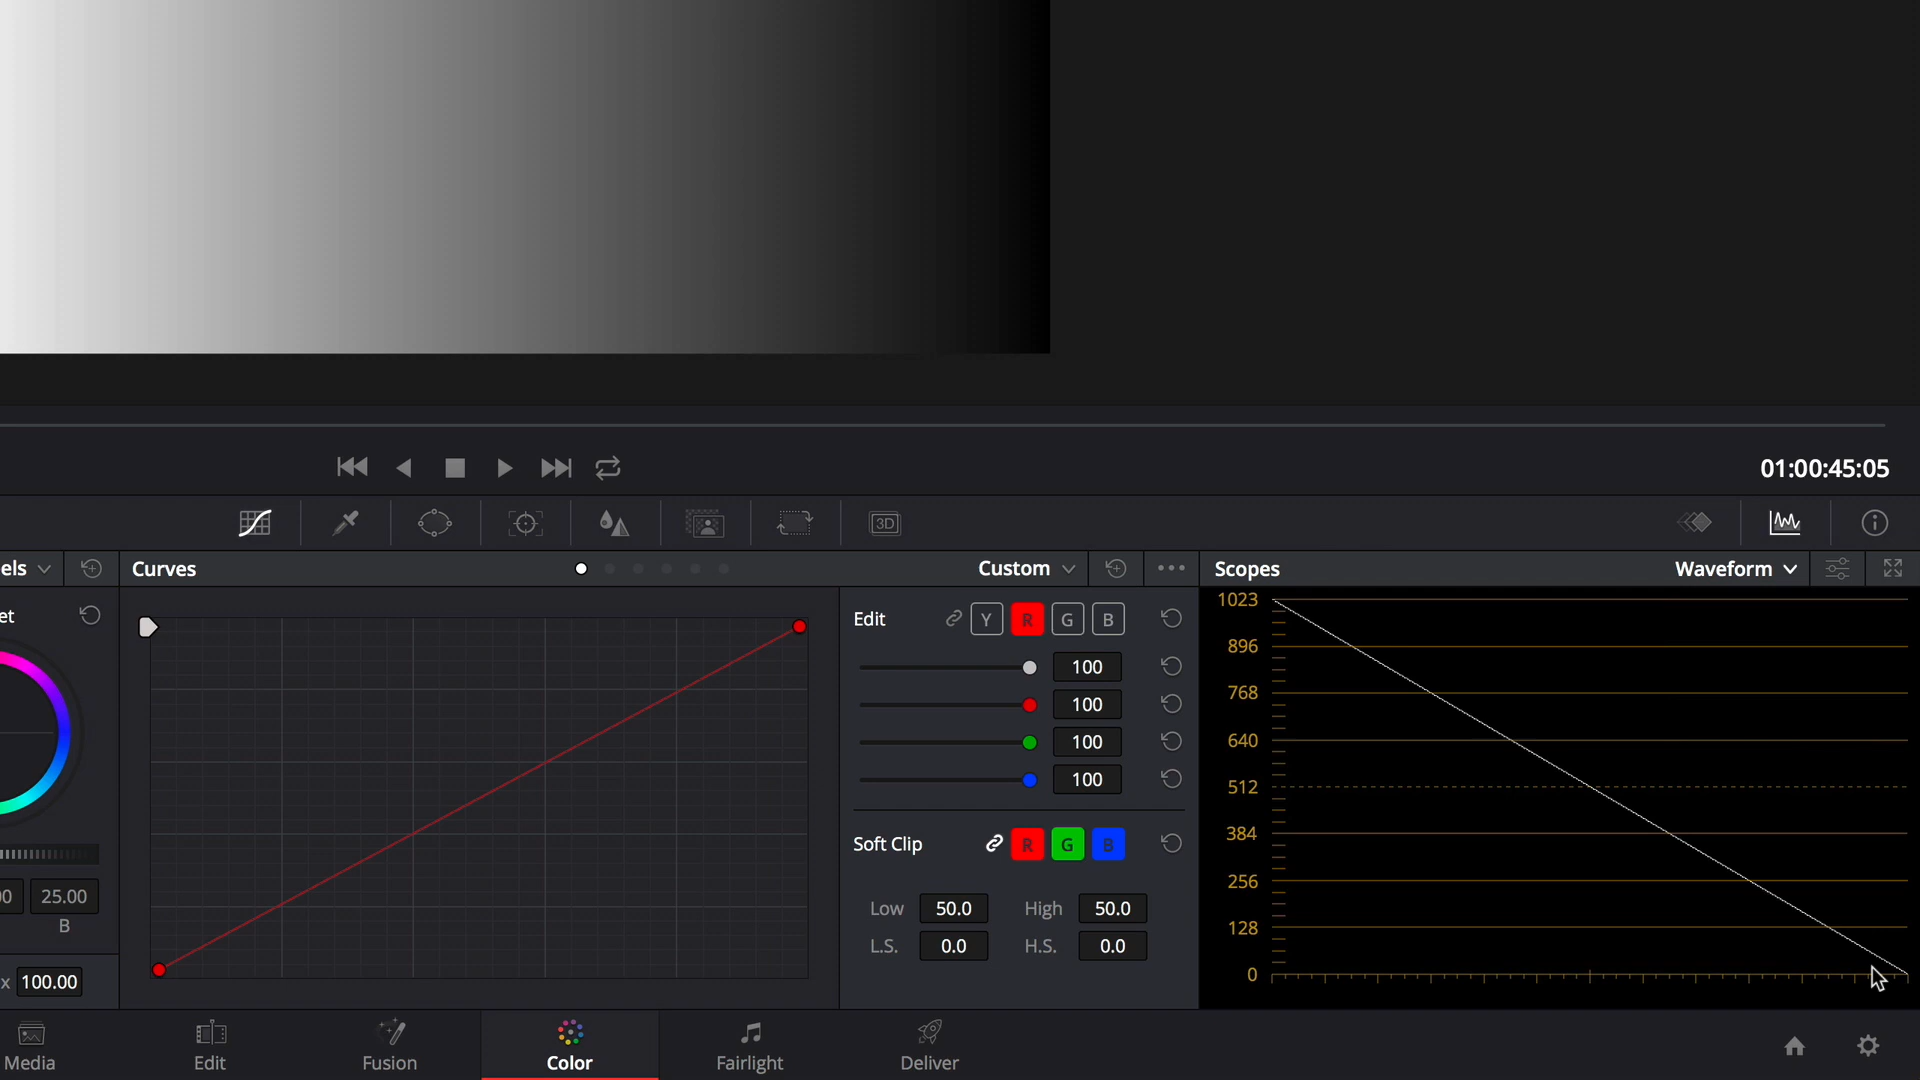 01:00:45:05
3D
els
Curves
Custom
Scopes
Waveform
et
Edit
Y
R
G
B
100
100
100
100
Soft Clip
R
G
B
Low
50.0
High
50.0
L.S.
0.0
H.S.
0.0
00
25.00
B
x
100.00
1023
896
768
640
512
384
256
128
0
Media
Edit
Fusion
Color
Fairlight
Deliver